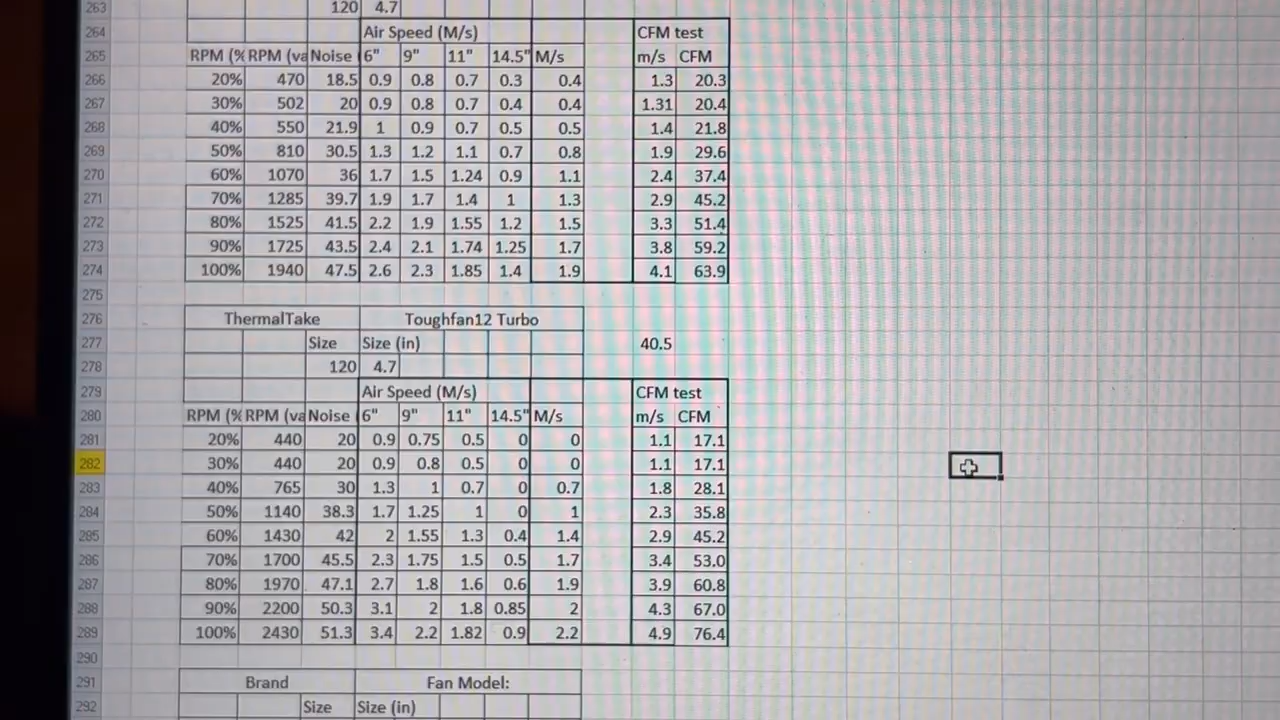 263 120 4.7
264 Air Speed (M/s) CFM test
265 RPM (% RPM (va Noise 6" 9" 11" 14.5" M/s m/s CFM
266 20% 470 18.5 0.9 0.8 0.7 0.3 0.4 1.3 20.3
267 30% 502 20 0.9 0.8 0.7 0.4 0.4 1.31 20.4
268 40% 550 21.9 1 0.9 0.7 0.5 0.5 1.4 21.8
269 50% 810 30.5 1.3 1.2 1.1 0.7 0.8 1.9 29.6
270 60% 1070 36 1.7 1.5 1.24 0.9 1.1 2.4 37.4
271 70% 1285 39.7 1.9 1.7 1.4 1 1.3 2.9 45.2
272 80% 1525 41.5 2.2 1.9 1.55 1.2 1.5 3.3 51.4
273 90% 1725 43.5 2.4 2.1 1.74 1.25 1.7 3.8 59.2
274 100% 1940 47.5 2.6 2.3 1.85 1.4 1.9 4.1 63.9
275
276 ThermalTake Toughfan12 Turbo
277 Size Size (in) 40.5
278 120 4.7
279 Air Speed (M/s) CFM test
280 RPM (% RPM (va Noise 6" 9" 11" 14.5" M/s m/s CFM
281 20% 440 20 0.9 0.75 0.5 0 0 1.1 17.1
282 30% 440 20 0.9 0.8 0.5 0 0 1.1 17.1
283 40% 765 30 1.3 1 0.7 0 0.7 1.8 28.1
284 50% 1140 38.3 1.7 1.25 1 0 1 2.3 35.8
285 60% 1430 42 2 1.55 1.3 0.4 1.4 2.9 45.2
286 70% 1700 45.5 2.3 1.75 1.5 0.5 1.7 3.4 53.0
287 80% 1970 47.1 2.7 1.8 1.6 0.6 1.9 3.9 60.8
288 90% 2200 50.3 3.1 2 1.8 0.85 2 4.3 67.0
289 100% 2430 51.3 3.4 2.2 1.82 0.9 2.2 4.9 76.4
290
291 Brand Fan Model:
292 Size Size (in)